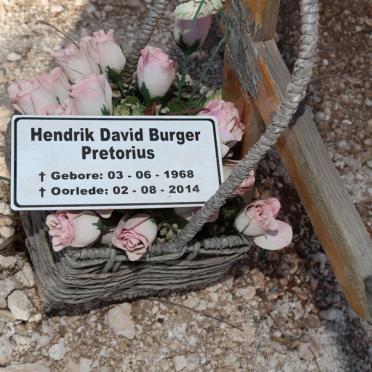 Hendrik David Burger
Pretorius
† Gebore: 03 - 06 - 1968
† Oorlede: 02 - 08 - 2014